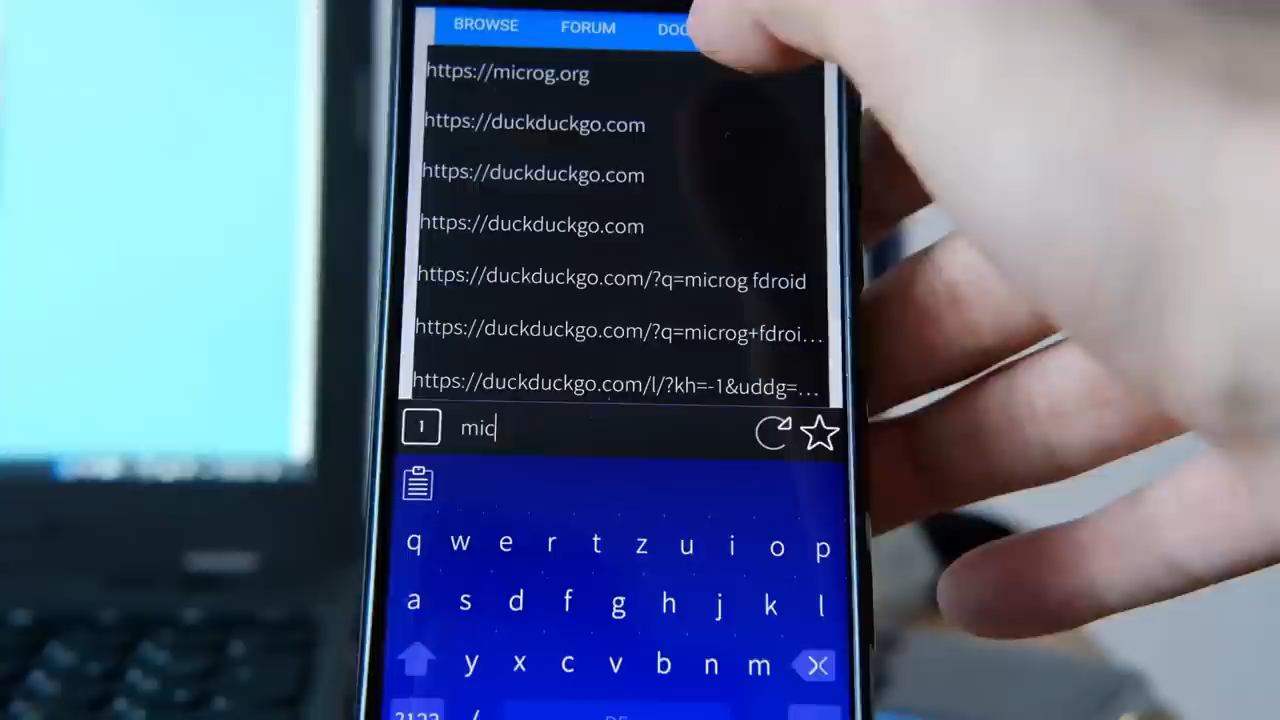 BROWSE FORUM
https://microg.org
https://duckduckgo.com
https://duckduckgo.com
https://duckduckgo.com
https://duckduckgo.com/?q=microg fdroid
https://duckduckgo.com/?q=microg+fdroi...
https://duckduckgo.com/l/?kh=-1&uddg=...
1 mic
q w e r t z u i o p
a s d f g h j k l
y x c v b n m